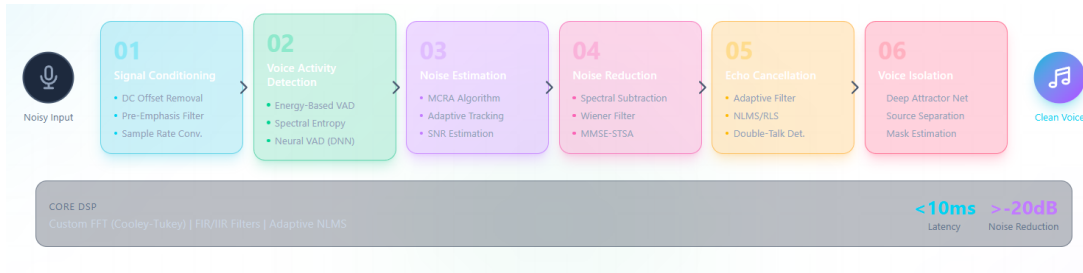 Noisy Input
01
Signal Conditioning
• DC Offset Removal
• Pre-Emphasis Filter
• Sample Rate Conv.
02
Voice Activity
Detection
• Energy-Based VAD
• Spectral Entropy
• Neural VAD (DNN)
03
Noise Estimation
• MCRA Algorithm
• Adaptive Tracking
• SNR Estimation
04
Noise Reduction
• Spectral Subtraction
• Wiener Filter
• MMSE-STSA
05
Echo Cancellation
• Adaptive Filter
• NLMS/RLS
• Double-Talk Det.
06
Voice Isolation
Deep Attractor Net
Source Separation
Mask Estimation
Clean Voice
CORE DSP
Custom FFT (Cooley-Tukey) | FIR/IIR Filters | Adaptive NLMS
<10ms
Latency
>-20dB
Noise Reduction